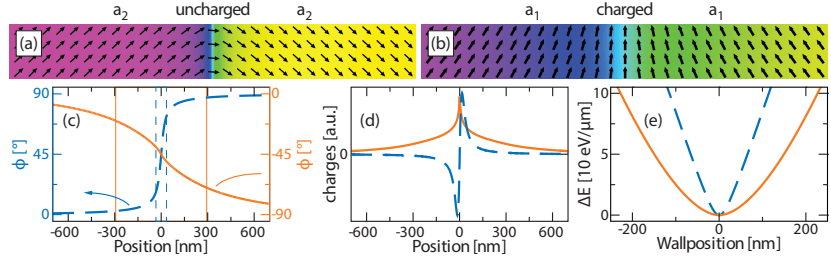 a2 uncharged a2
a1 charged a1
(a)
(b)
90
45
0
ϕ [°]
(c)
0
-45
-90
ϕ [°]
-600 -300 0 300 600
Position [nm]
charges [a.u.]
0
(d)
-600 -300 0 300 600
Position [nm]
ΔE [10 eV/μm]
10
5
0
(e)
-200 0 200
Wallposition [nm]